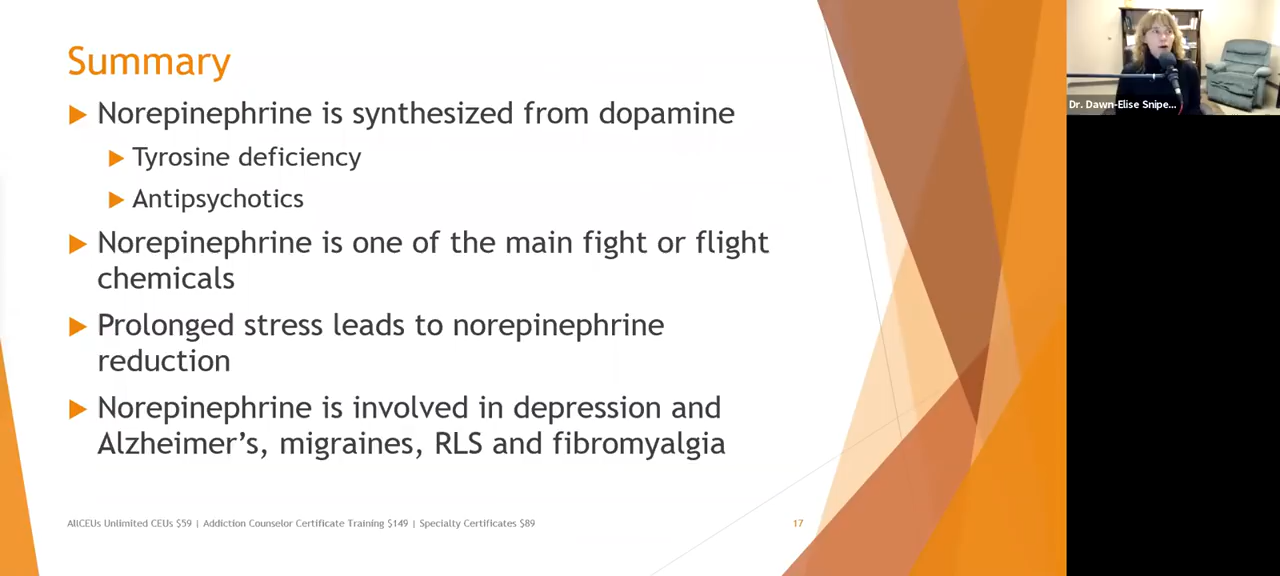 Summary
Norepinephrine is synthesized from dopamine
Tyrosine deficiency
Antipsychotics
Norepinephrine is one of the main fight or flight
chemicals
Prolonged stress leads to norepinephrine
reduction
Norepinephrine is involved in depression and
Alzheimer’s, migraines, RLS and fibromyalgia
AllCEUs Unlimited CEUs $59 | Addiction Counselor Certificate Training $149 | Specialty Certificates $89
17
Dr. Dawn-Elise Snipe...